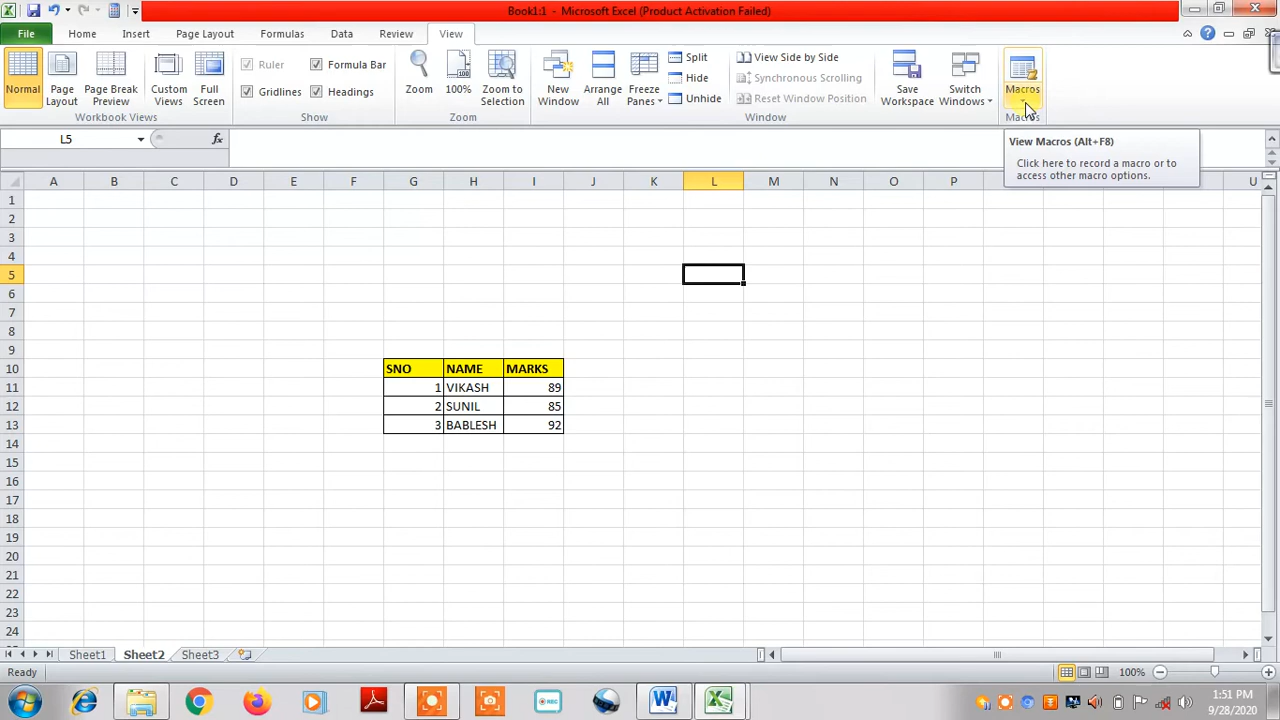 Book1:1 - Microsoft Excel (Product Activation Failed)
File Home Insert Page Layout Formulas Data Review View
Normal
Page Layout
Page Break Preview
Custom Views
Full Screen
Workbook Views
Ruler
Formula Bar
Gridlines
Headings
Show
Zoom
100%
Zoom to Selection
Zoom
New Window
Arrange All
Freeze Panes
Split
Hide
Unhide
View Side by Side
Synchronous Scrolling
Reset Window Position
Window
Save Workspace
Switch Windows
Macros
Macros
L5
fx
View Macros (Alt+F8)
Click here to record a macro or to
access other macro options.
A B C D E F G H I J K L M N O P U
1
2
3
4
5
6
7
8
9
10 SNO NAME MARKS
11 1 VIKASH 89
12 2 SUNIL 85
13 3 BABLESH 92
14
15
16
17
18
19
20
21
22
23
24
Sheet1 Sheet2 Sheet3
Ready
100%
1:51 PM
9/28/2020